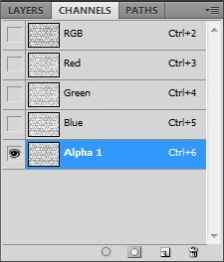 LAYERS CHANNELS PATHS
RGB Ctrl+2
Red Ctrl+3
Green Ctrl+4
Blue Ctrl+5
Alpha 1 Ctrl+6